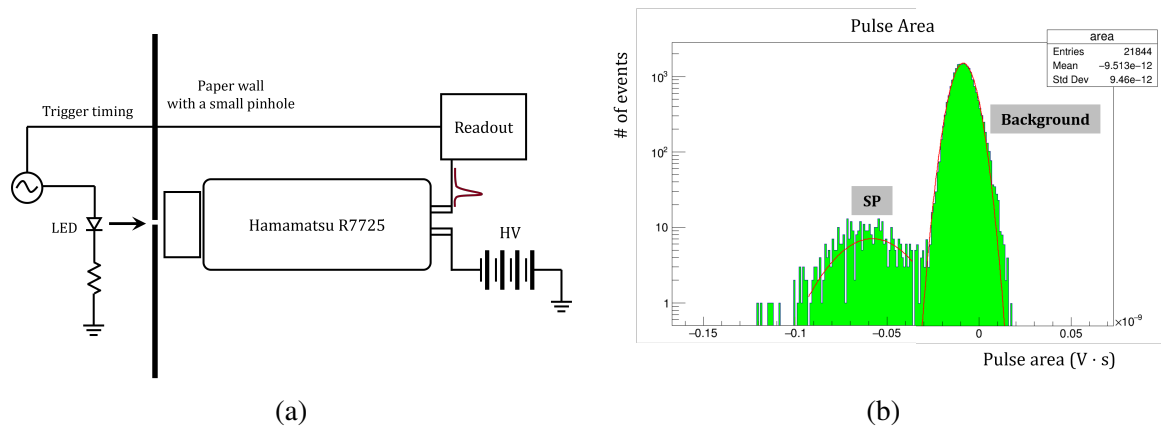 Trigger timing
Paper wall
with a small pinhole
Readout
LED
Hamamatsu R7725
HV
(a)
Pulse Area
area
Entries 21844
Mean −9.513e−12
Std Dev 9.46e−12
# of events
10³
10²
10
1
Background
SP
−0.15
−0.1
−0.05
0
0.05
×10⁻⁹
Pulse area (V · s)
(b)